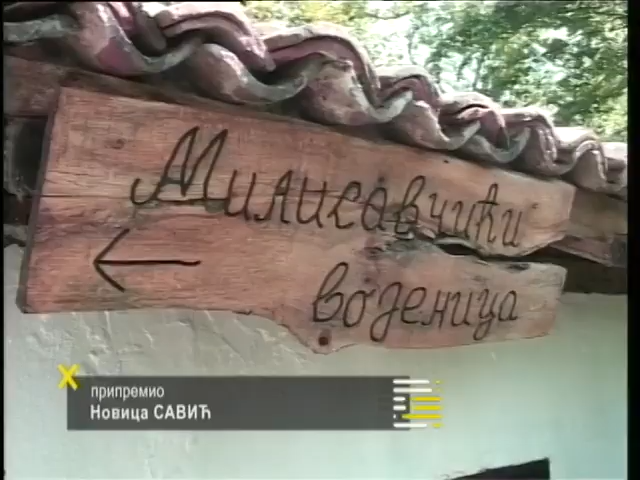 Милисавчићи
воденица
припремио
Новица САВИЋ